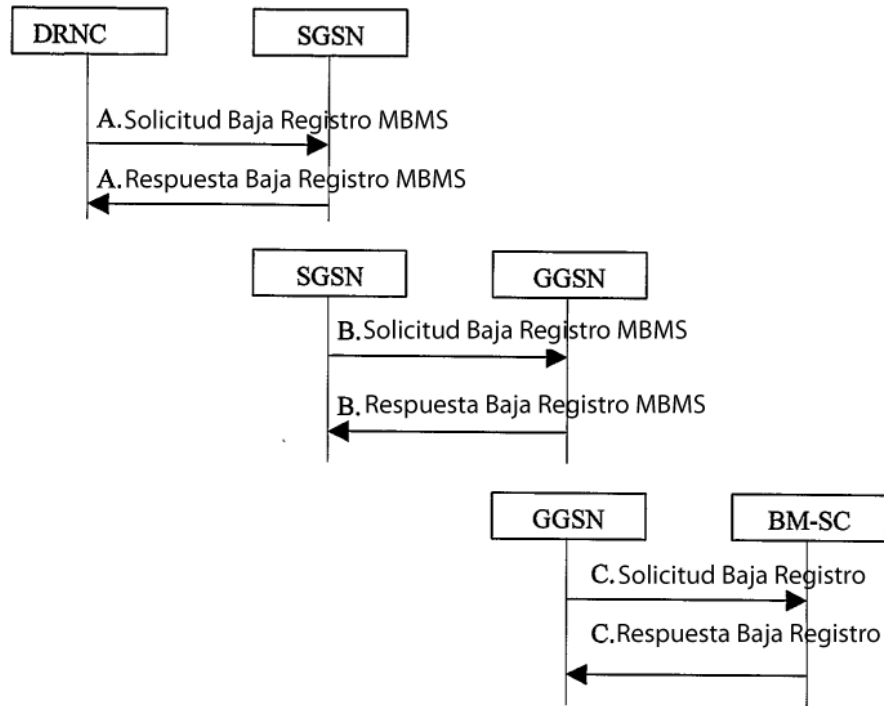 DRNC
SGSN
A. Solicitud Baja Registro MBMS
A. Respuesta Baja Registro MBMS
SGSN
GGSN
B. Solicitud Baja Registro MBMS
B. Respuesta Baja Registro MBMS
GGSN
BM-SC
C. Solicitud Baja Registro
C. Respuesta Baja Registro